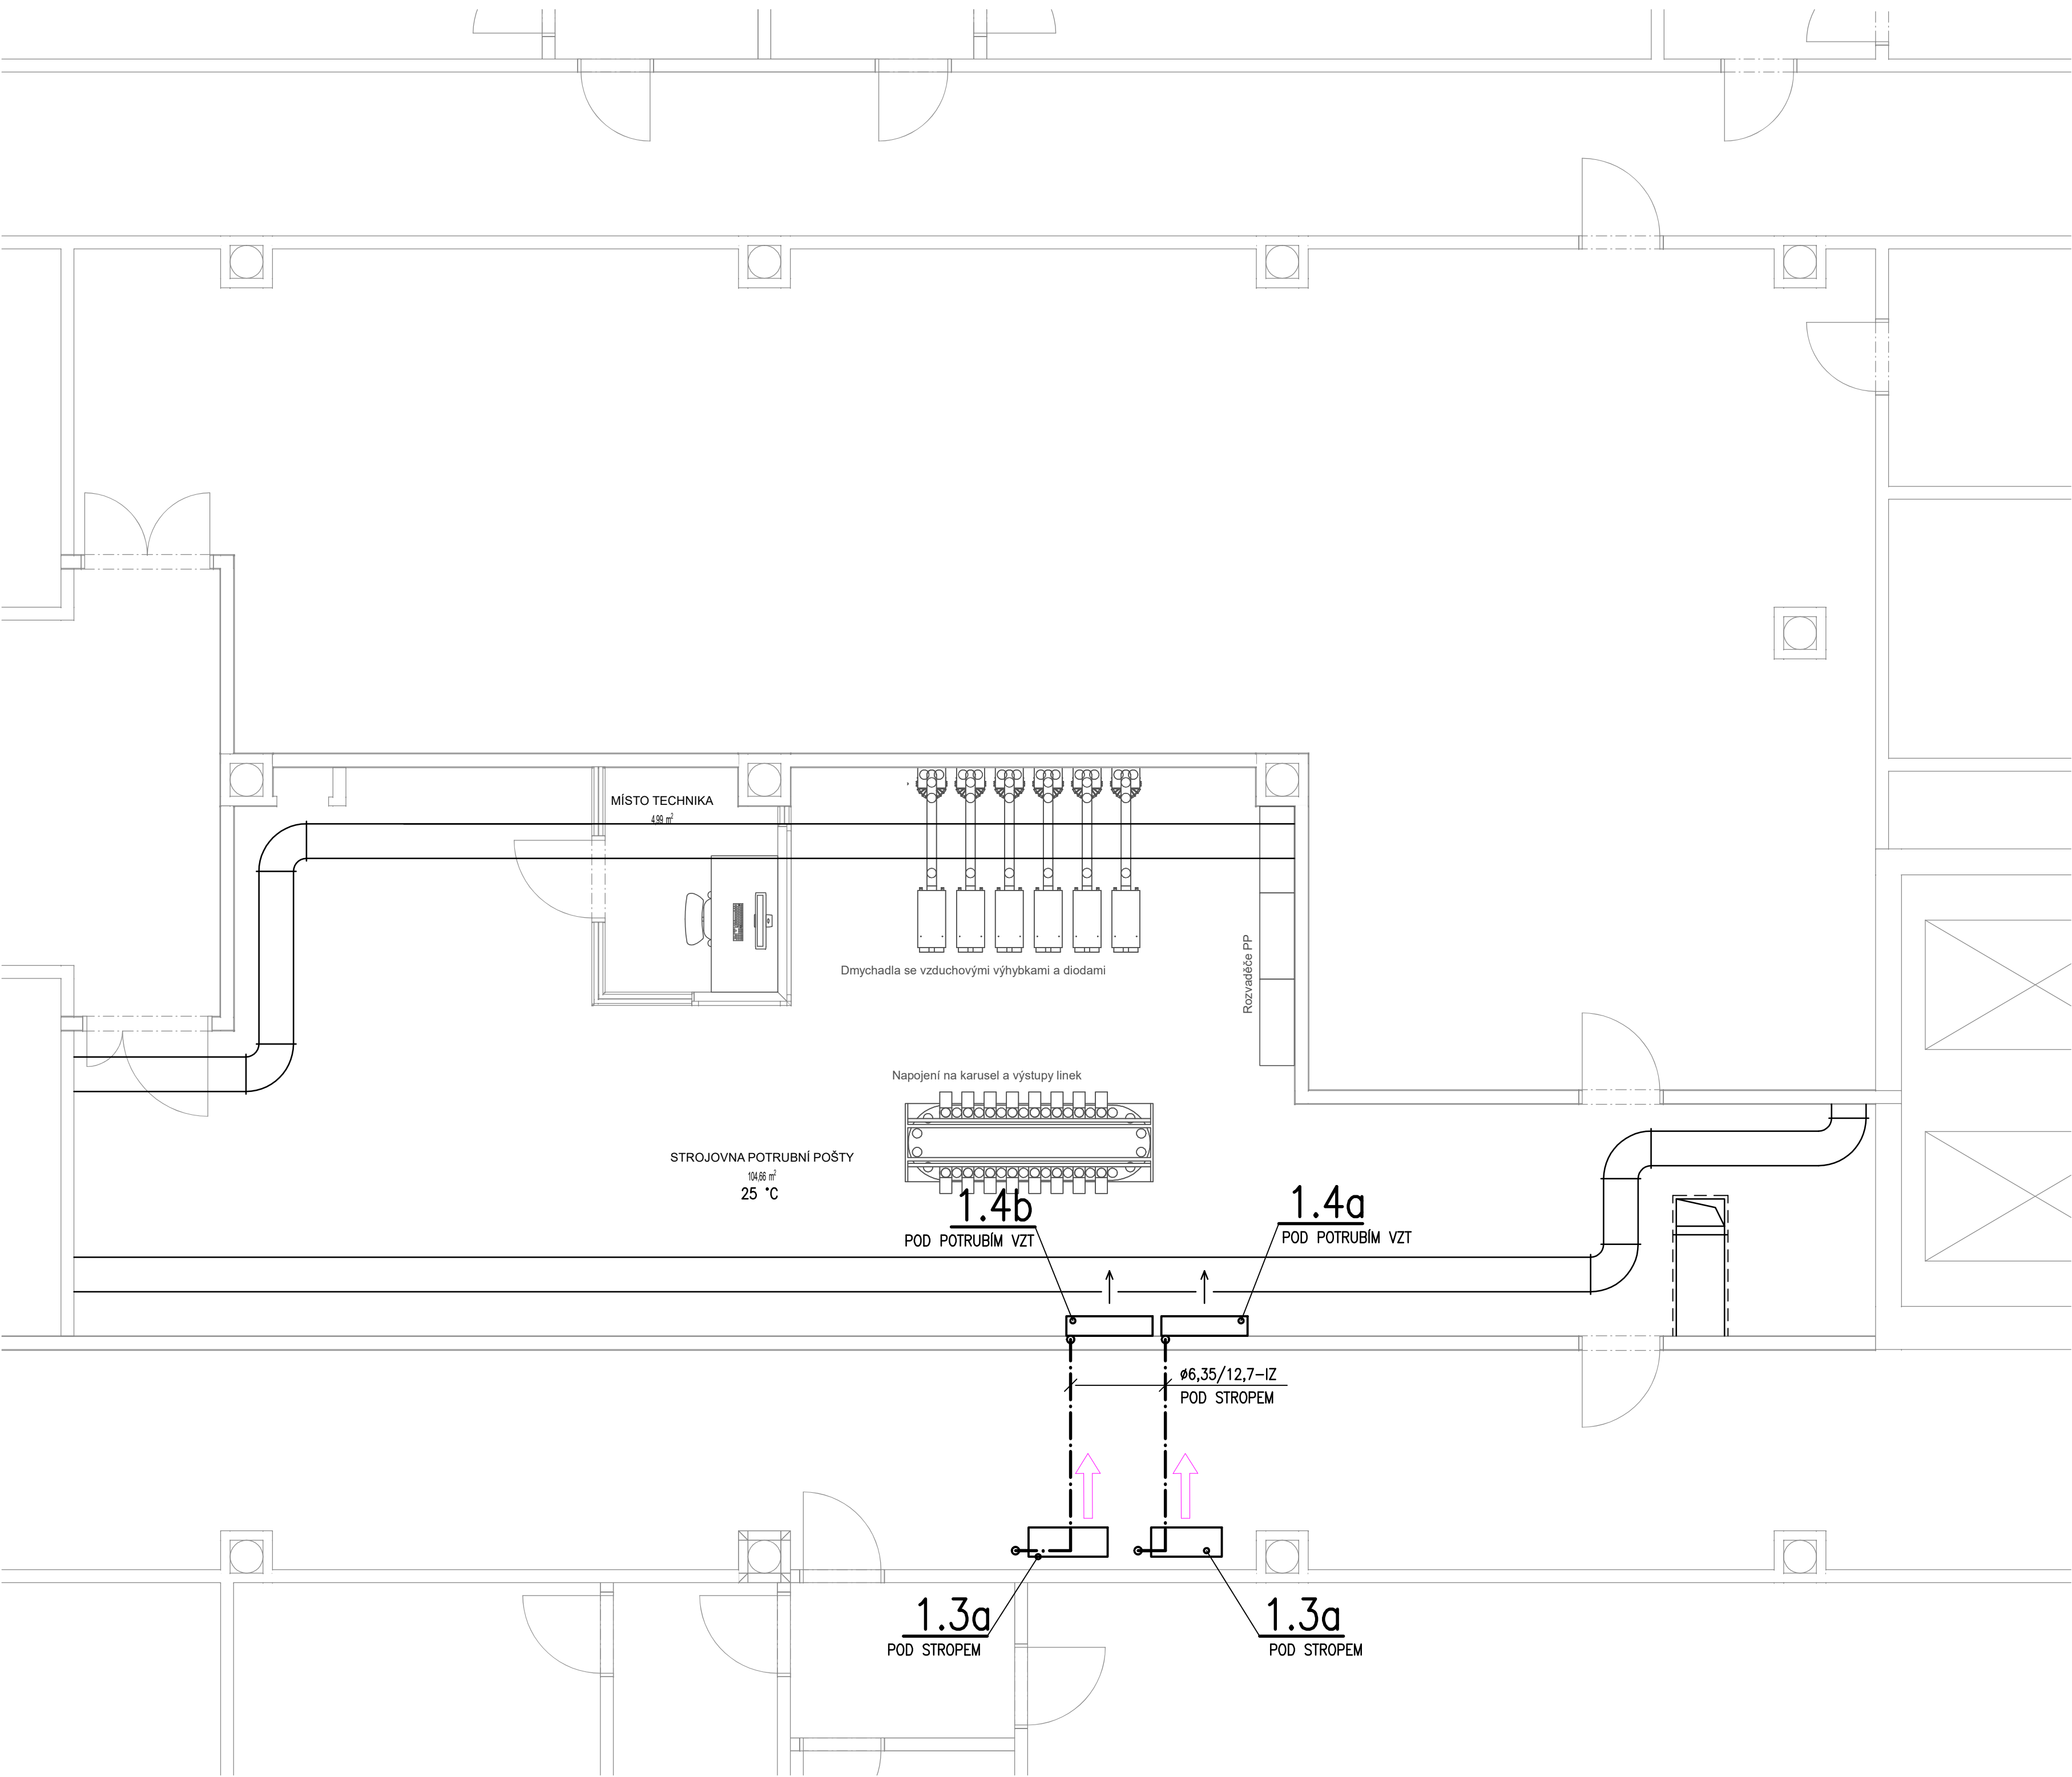 MÍSTO TECHNIKA
4,99 m²
Dmychadla se vzduchovými výhybkami a diodami
Rozvaděče PP
Napojení na karusel a výstupy linek
STROJOVNA POTRUBNÍ POŠTY
104,66 m²
25 °C
1.4b
POD POTRUBÍM VZT
1.4a
POD POTRUBÍM VZT
ø6,35/12,7-IZ
POD STROPEM
1.3a
POD STROPEM
1.3a
POD STROPEM